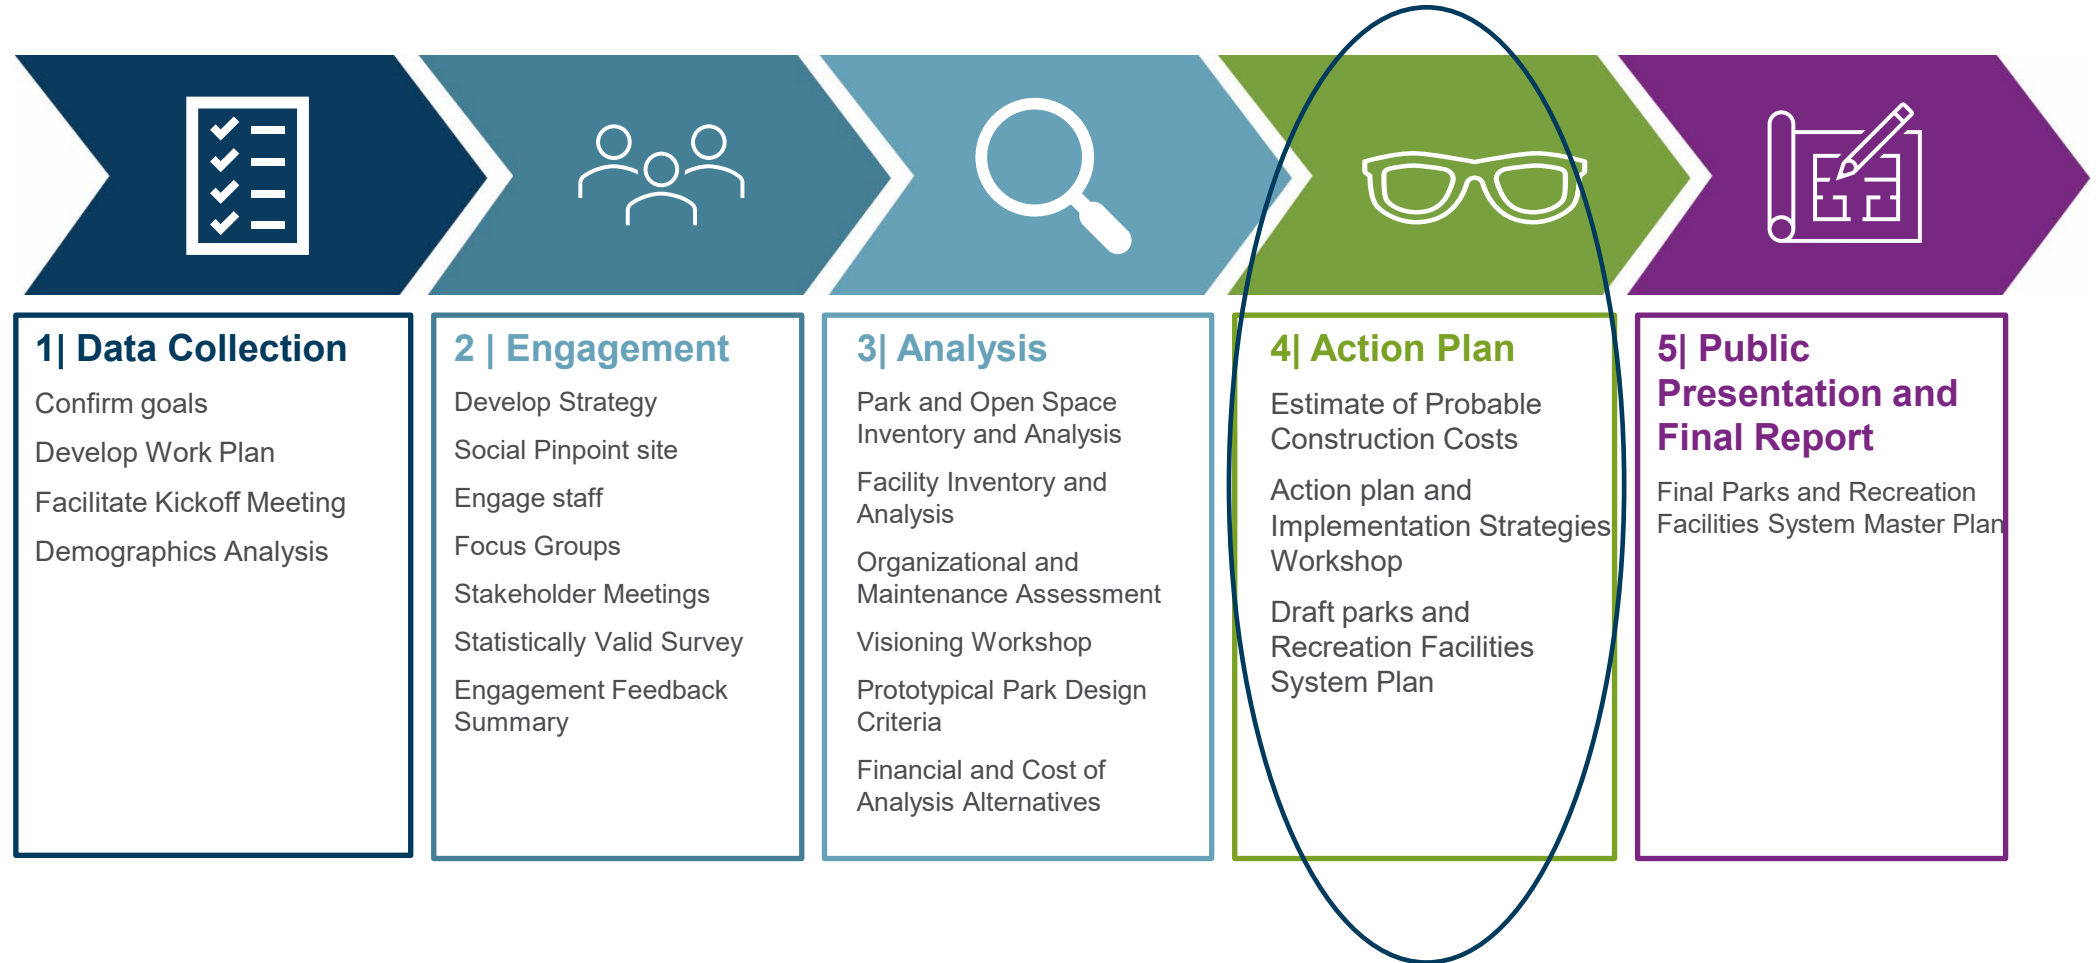 1| Data Collection
Confirm goals
Develop Work Plan
Facilitate Kickoff Meeting
Demographics Analysis
2 | Engagement
Develop Strategy
Social Pinpoint site
Engage staff
Focus Groups
Stakeholder Meetings
Statistically Valid Survey
Engagement Feedback
Summary
3| Analysis
Park and Open Space
Inventory and Analysis
Facility Inventory and
Analysis
Organizational and
Maintenance Assessment
Visioning Workshop
Prototypical Park Design
Criteria
Financial and Cost of
Analysis Alternatives
4| Action Plan
Estimate of Probable
Construction Costs
Action plan and
Implementation Strategies
Workshop
Draft parks and
Recreation Facilities
System Plan
5| Public
Presentation and
Final Report
Final Parks and Recreation
Facilities System Master Plan